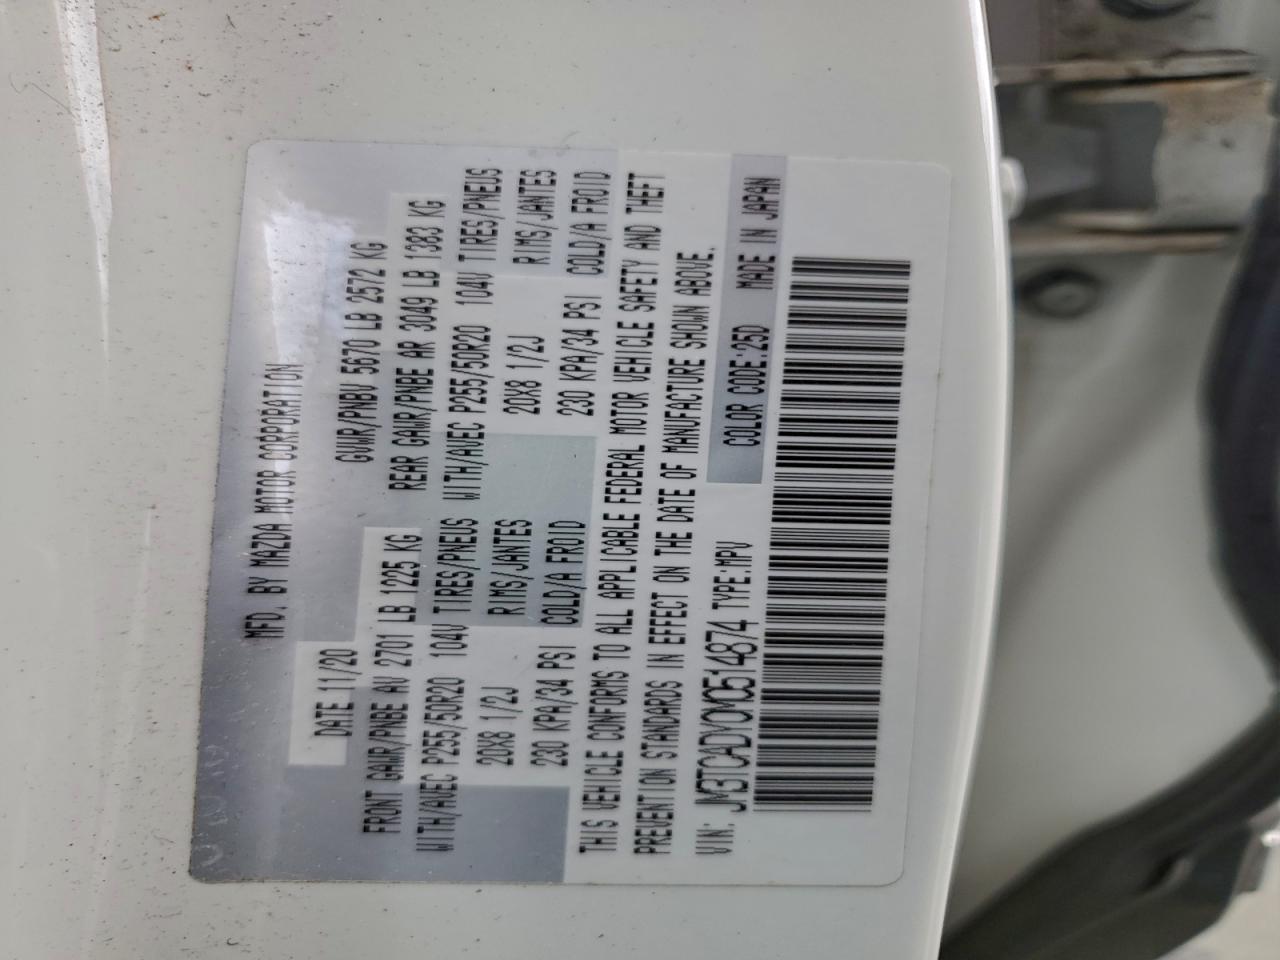 MFD. BY MAZDA MOTOR CORPORATION
DATE 11/20 GWR/PNBV 5670 LB 2572 KG
FRONT GAWR/PNBE AV 2701 LB 1225 KG REAR GAWR/PNBE AR 3049 LB 1383 KG
WITH/AVEC P255/50R20 104V TIRES/PNEUS WITH/AVEC P255/50R20 104V TIRES/PNEUS
20X8 1/2J RIMS/JANTES 20X8 1/2J RIMS/JANTES
230 KPA/34 PSI COLD/A FROID 230 KPA/34 PSI COLD/A FROID
THIS VEHICLE CONFORMS TO ALL APPLICABLE FEDERAL MOTOR VEHICLE SAFETY AND THEFT
PREVENTION STANDARDS IN EFFECT ON THE DATE OF MANUFACTURE SHOWN ABOVE.
VIN: JM3TCADY0M0514874 TYPE:MPV COLOR CODE:25D MADE IN JAPAN